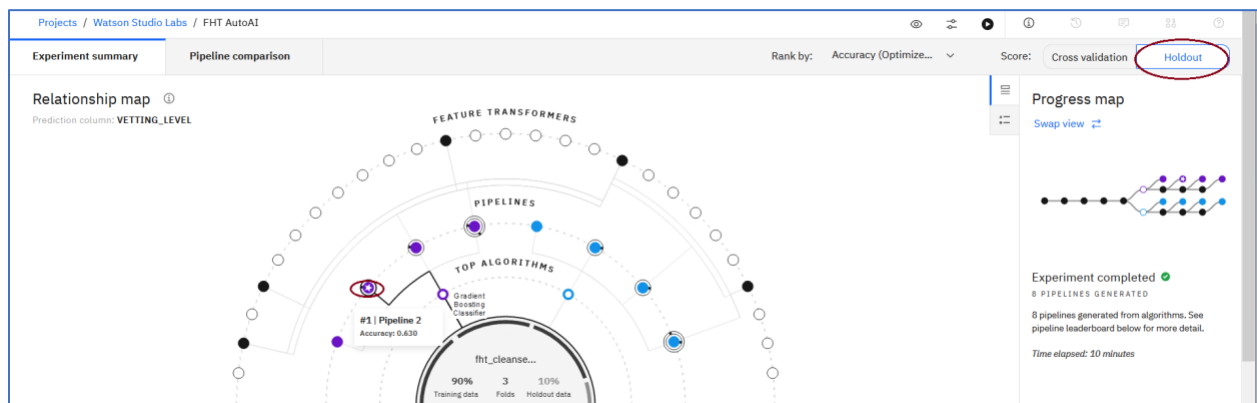 Projects / Watson Studio Labs / FHT AutoAI
Experiment summary
Pipeline comparison
Rank by: Accuracy (Optimize...
Score: Cross validation Holdout
Relationship map
Prediction column: VETTING_LEVEL
FEATURE TRANSFORMERS
PIPELINES
TOP ALGORITHMS
Gradient
Boosting
Classifier
#1 | Pipeline 2
Accuracy: 0.630
fht_cleanse...
90% 3 10%
Training data Folds Holdout data
Progress map
Swap view
Experiment completed
8 PIPELINES GENERATED
8 pipelines generated from algorithms. See
pipeline leaderboard below for more detail.
Time elapsed: 10 minutes